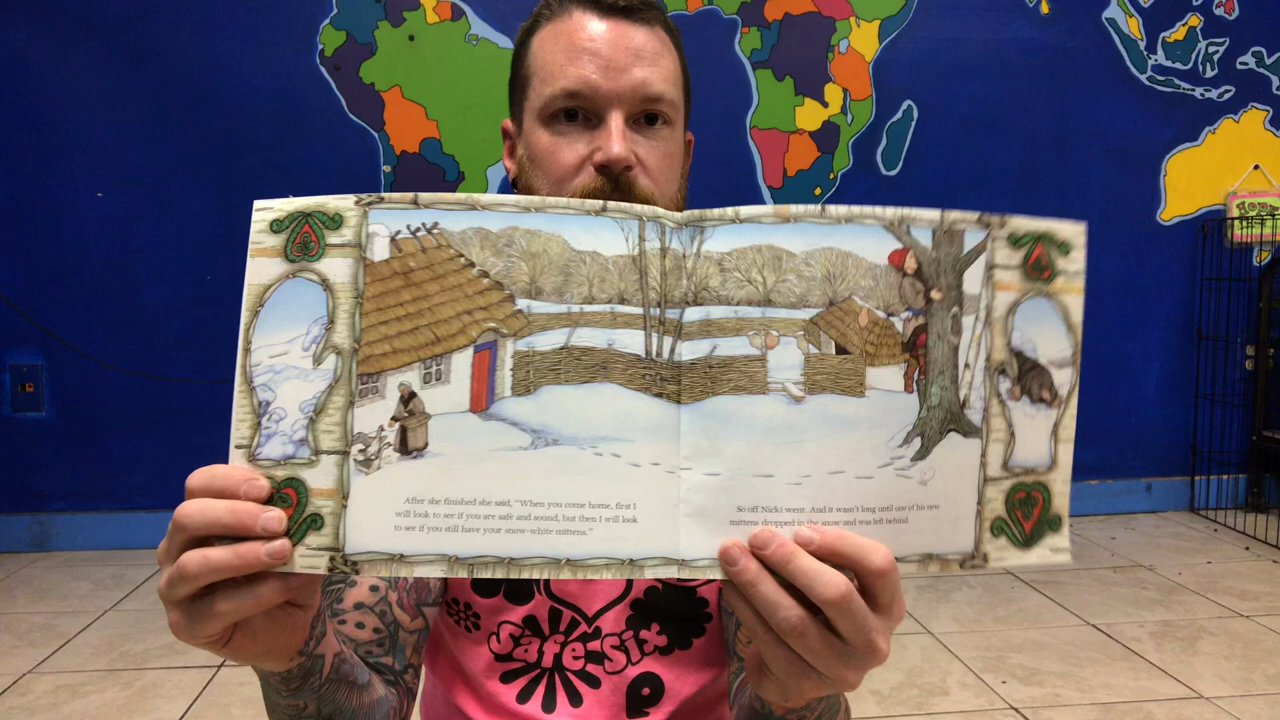 After she finished she said, "When you come home, first I
will look to see if you are safe and sound, but then I will look
to see if you still have your snow-white mittens."
So off Nicki went. And it wasn't long until one of his new
mittens dropped in the snow and was left behind.
Safe Six